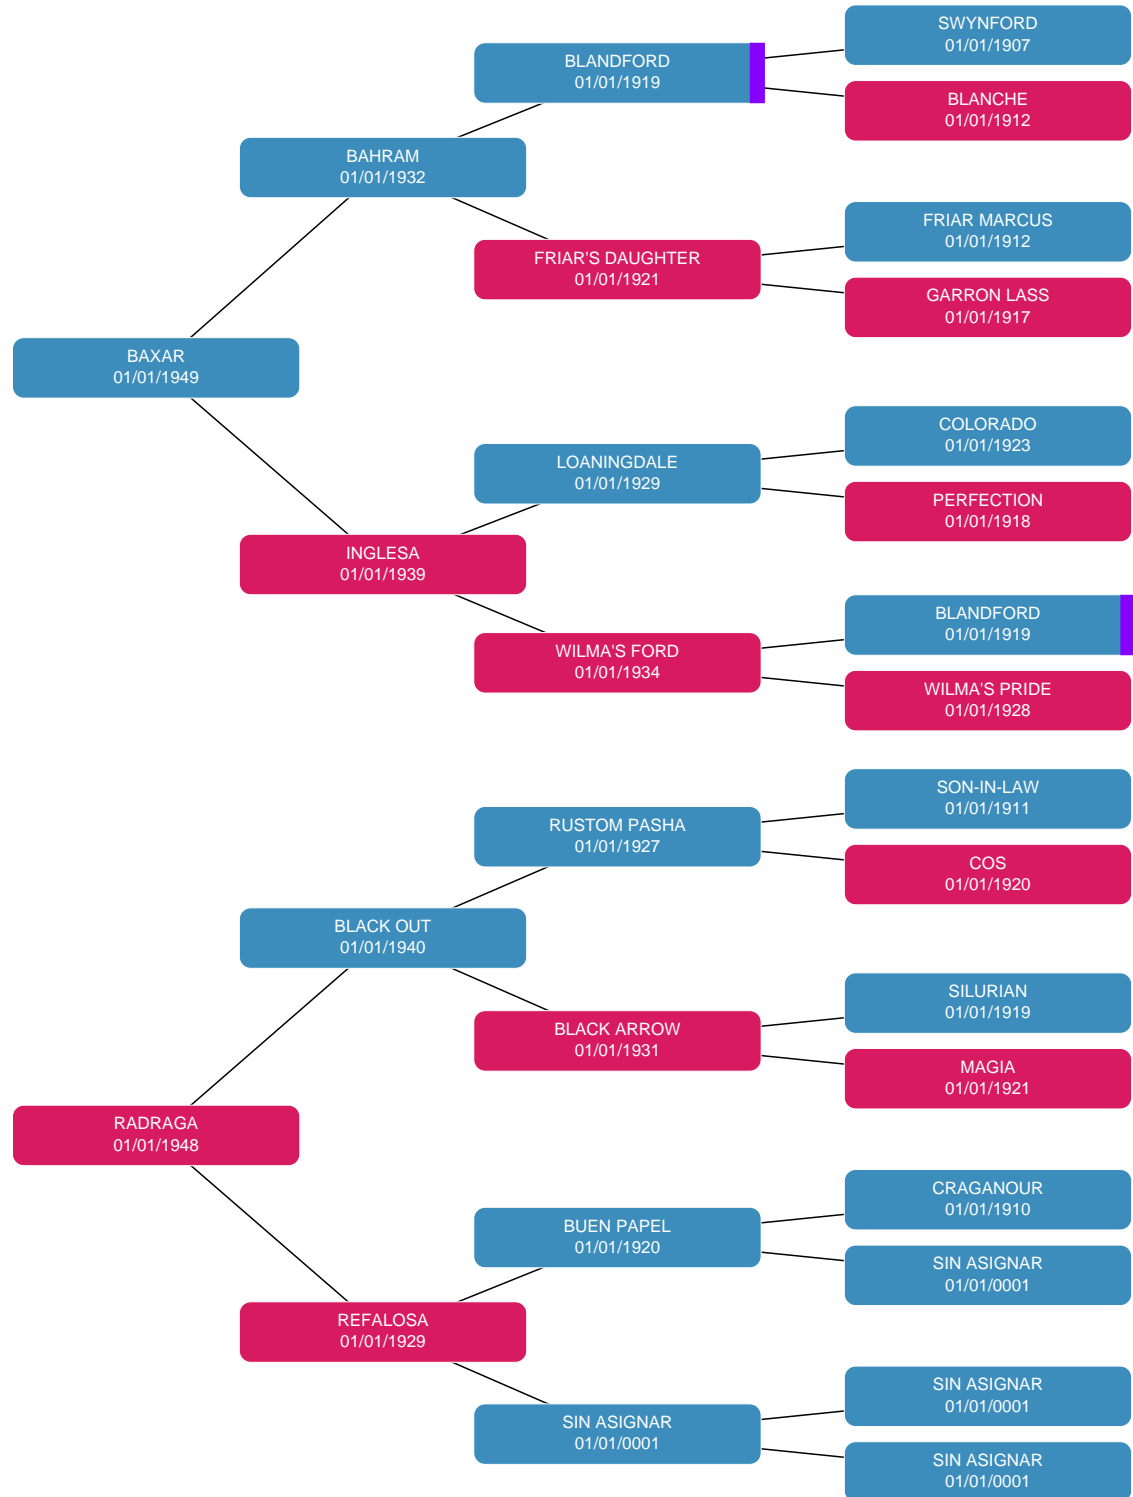 SWYNFORD
01/01/1907
BLANDFORD
01/01/1919
BLANCHE
01/01/1912
BAHRAM
01/01/1932
FRIAR MARCUS
01/01/1912
FRIAR'S DAUGHTER
01/01/1921
GARRON LASS
01/01/1917
BAXAR
01/01/1949
COLORADO
01/01/1923
LOANINGDALE
01/01/1929
PERFECTION
01/01/1918
INGLESA
01/01/1939
BLANDFORD
01/01/1919
WILMA'S FORD
01/01/1934
WILMA'S PRIDE
01/01/1928
SON-IN-LAW
01/01/1911
RUSTOM PASHA
01/01/1927
COS
01/01/1920
BLACK OUT
01/01/1940
SILURIAN
01/01/1919
BLACK ARROW
01/01/1931
MAGIA
01/01/1921
RADRAGA
01/01/1948
CRAGANOUR
01/01/1910
BUEN PAPEL
01/01/1920
SIN ASIGNAR
01/01/0001
REFALOSA
01/01/1929
SIN ASIGNAR
01/01/0001
SIN ASIGNAR
01/01/0001
SIN ASIGNAR
01/01/0001